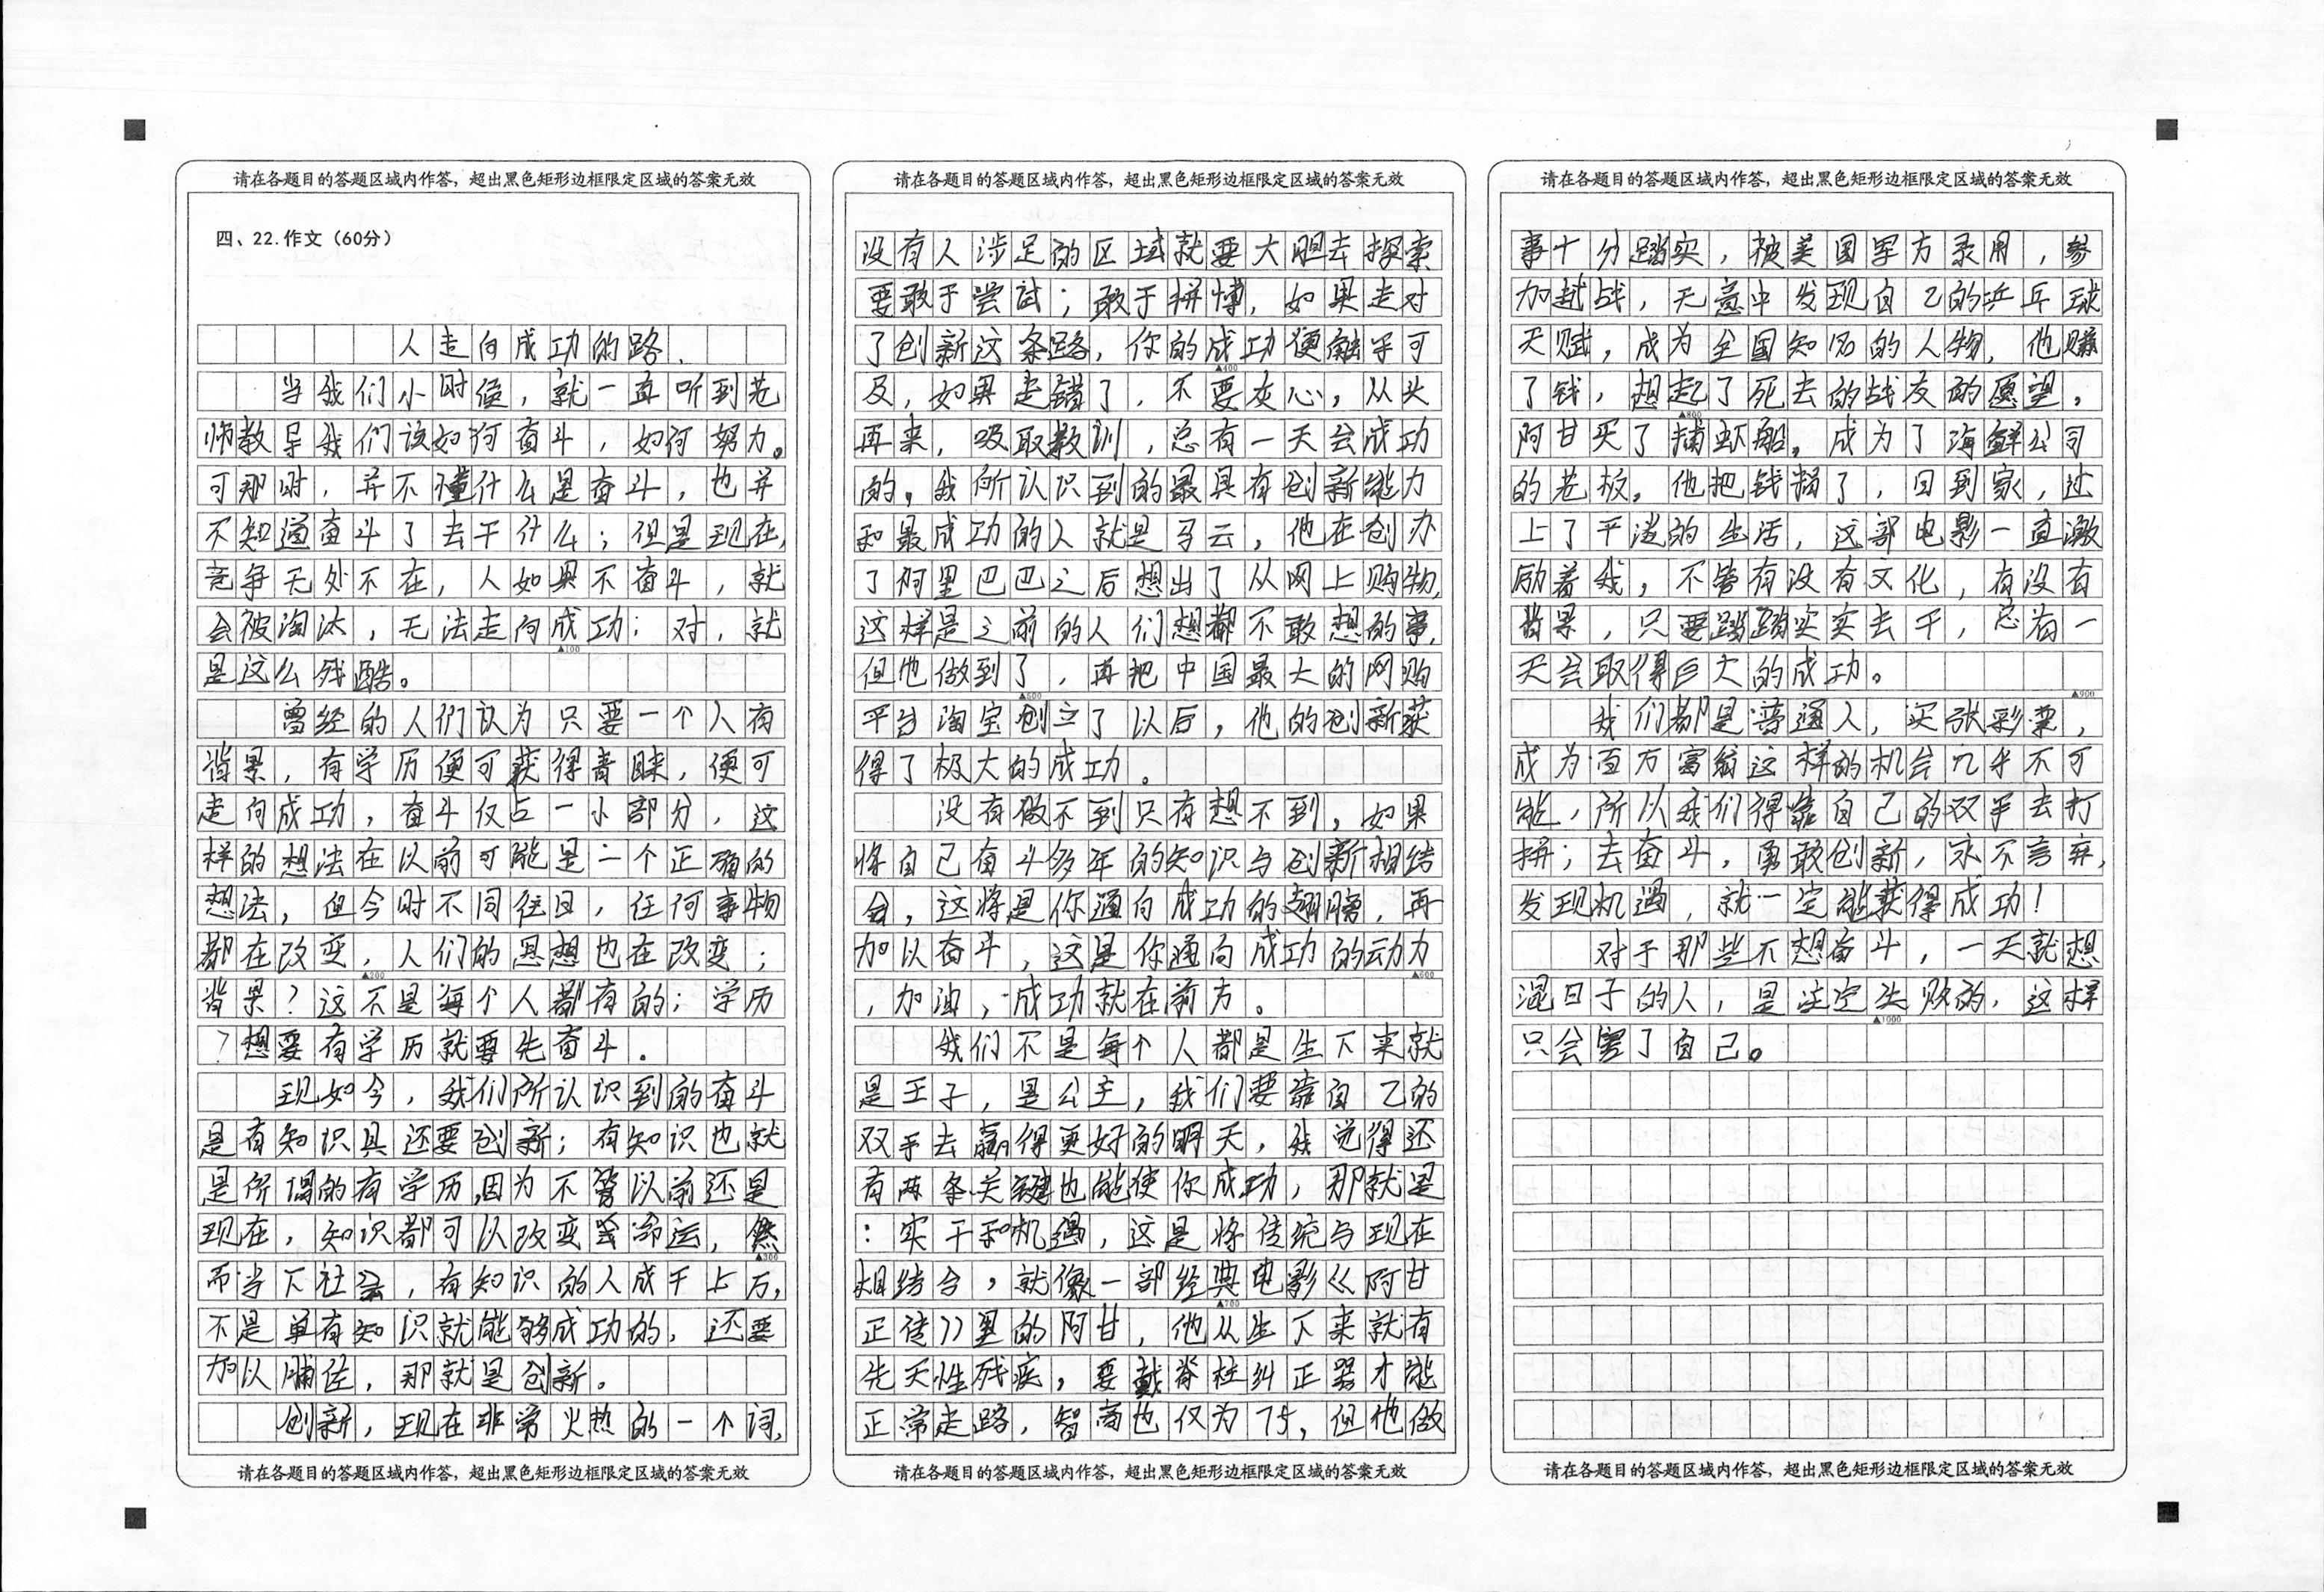 请在各题目的答题区域内作答，超出黑色矩形边框限定区域的答案无效
四、22.作文（60分）
人走向成功的路.
当我们小时侯，就一直听到老
师教导我们该如何奋斗，如何努力。
可那时，并不懂什么是奋斗，也并
不知道奋斗了去干什么；但是现在，
竞争无处不在，人如果不奋斗，就
会被淘汰，无法走向成功；对，就
▲100
是这么残酷。
曾经的人们认为只要一个人有
背景，有学历便可获得青睐，便可
走向成功，奋斗仅占一小部分，这
样的想法在以前可能是一个正确的
想法，但今时不同往日，任何事物
都在改变，人们的思想也在改变；
▲200
背景？这不是每个人都有的；学历
？想要有学历就要先奋斗。
现如今，我们所认识到的奋斗
是有知识具还要创新；有知识也就
是所谓的有学历，因为不管以前还是
现在，知识都可以改变命运，然
▲300
而当下社会，有知识的人成千上万，
不是单有知识就能够成功的，还要
加以脯佐，那就是创新。
创新，现在非常火热的一个词，
请在各题目的答题区域内作答，超出黑色矩形边框限定区域的答案无效
请在各题目的答题区域内作答，超出黑色矩形边框限定区域的答案无效
没有人涉足的区域就要大胆去探索
要敢于尝试；敢于拼博，如果走对
了创新这条路，你的成功便触手可
▲400
及，如果走错了，不要灰心，从头
再来，吸取教训，总有一天会成功
的。我所认识到的最具有创新能力
和最成功的人就是马云，他在创办
了阿里巴巴之后想出了从网上购物，
这样是之前的人们想都不敢想的事，
但他做到了，再把中国最大的网购
▲500
平台淘宝创立了以后，他的创新获
得了极大的成功。
没有做不到只有想不到，如果
将自己奋斗多年的知识与创新相结
合，这将是你通向成功的翅膀，再
加以奋斗，这是你通向成功的动力
▲600
，加油，成功就在前方。
我们不是每个人都是生下来就
是王子，是公主，我们要靠自己的
双手去赢得更好的明天，我觉得还
有两条关键也能使你成功，那就是
：实干和机遇，这是将传统与现在
相结合，就像一部经典电影《阿甘
▲700
正传》里的阿甘，他从生下来就有
先天性残疾，要戴脊柱纠正器才能
正常走路，智商也仅为75，但他做
请在各题目的答题区域内作答，超出黑色矩形边框限定区域的答案无效
请在各题目的答题区域内作答，超出黑色矩形边框限定区域的答案无效
事十分踏实，被美国军方录用，参
加越战，无意中发现自己的乒乓球
天赋，成为全国知名的人物，他赚
了钱，想起了死去的战友的愿望，
▲800
阿甘买了捕虾船，成为了海鲜公司
的老板。他把钱捐了，回到家，过
上了平淡的生活，这部电影一直激
励着我，不管有没有文化，有没有
背景，只要踏踏实实去干，总有一
天会取得巨大的成功。
▲900
我们都是普通人，买张彩票，
成为百万富翁这样的机会几乎不可
能，所以我们得靠自己的双手去打
拼；去奋斗，勇敢创新，永不言弃，
发现机遇，就一定能获得成功！
对于那些不想奋斗，一天就想
混日子的人，是注定失败的，这样
▲1000
只会害了自己。
请在各题目的答题区域内作答，超出黑色矩形边框限定区域的答案无效